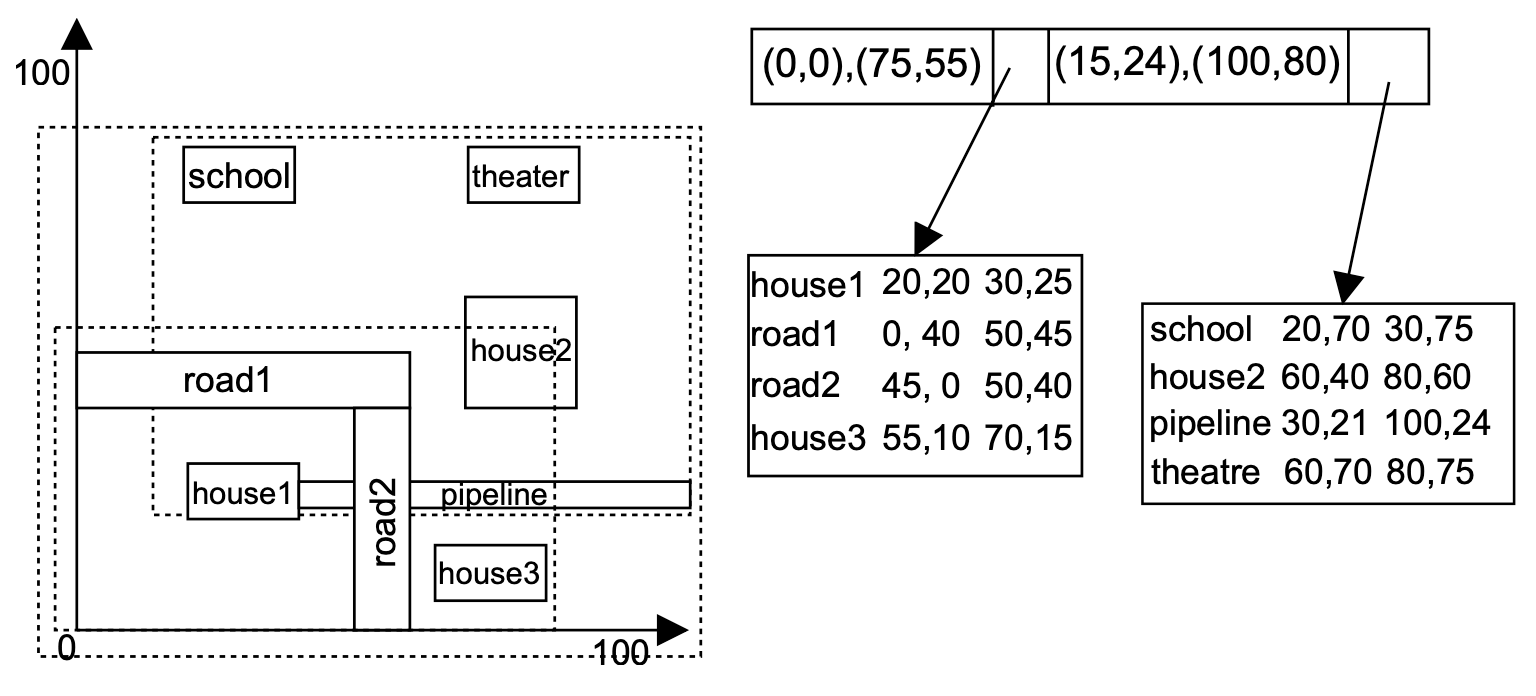 100
school
theater
house2
road1
house1
road2
pipeline
house3
0
100
(0,0),(75,55) (15,24),(100,80)
house1 20,20 30,25
road1 0, 40 50,45
road2 45, 0 50,40
house3 55,10 70,15
school 20,70 30,75
house2 60,40 80,60
pipeline 30,21 100,24
theatre 60,70 80,75